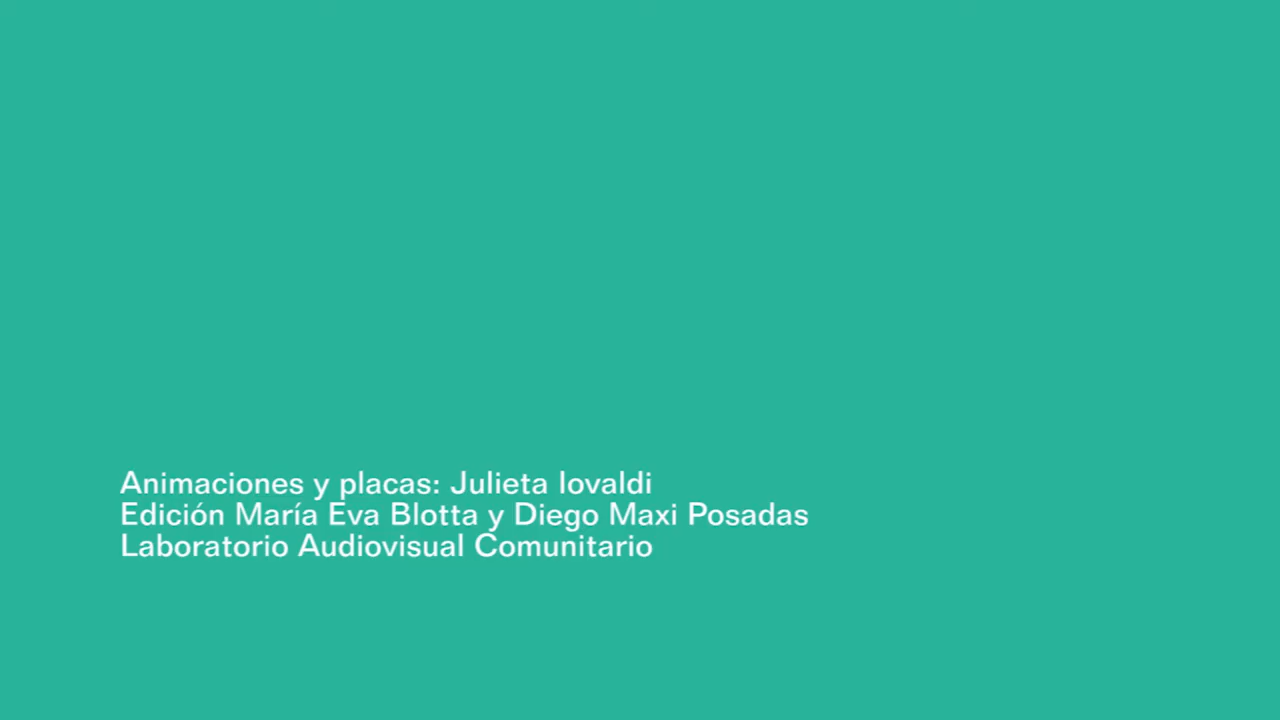 Animaciones y placas: Julieta Iovaldi
Edición María Eva Blotta y Diego Maxi Posadas
Laboratorio Audiovisual Comunitario